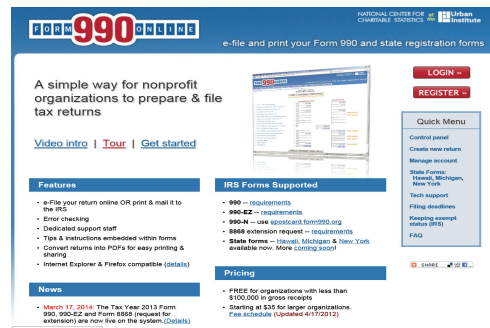 NATIONAL CENTER FOR
CHARITABLE STATISTICS
at the
Urban
Institute
FORM 990 ONLINE
e-file and print your Form 990 and state registration forms
A simple way for nonprofit
organizations to prepare & file
tax returns
Video intro | Tour | Get started
LOGIN »
REGISTER »
Quick Menu
Control panel
Create new return
Manage account
State Forms:
Hawaii, Michigan,
New York
Tech support
Filing deadlines
Keeping exempt
status (IRS)
FAQ
SHARE
Features
• e-File your return online OR print & mail it to
the IRS
• Error checking
• Dedicated support staff
• Tips & instructions embedded within forms
• Convert returns into PDFs for easy printing &
sharing
• Internet Explorer & Firefox compatible (details)
News
• March 17, 2014: The Tax Year 2013 Form
990, 990-EZ and Form 8868 (request for
extension) are now live on the system.(Details)
IRS Forms Supported
• 990 -- requirements
• 990-EZ -- requirements
• 990-N -- use epostcard.form990.org
• 8868 extension request -- requirements
• State forms -- Hawaii, Michigan & New York
available now. More coming soon!
Pricing
• FREE for organizations with less than
$100,000 in gross receipts
• Starting at $35 for larger organizations.
Fee schedule (Updated 4/17/2012)